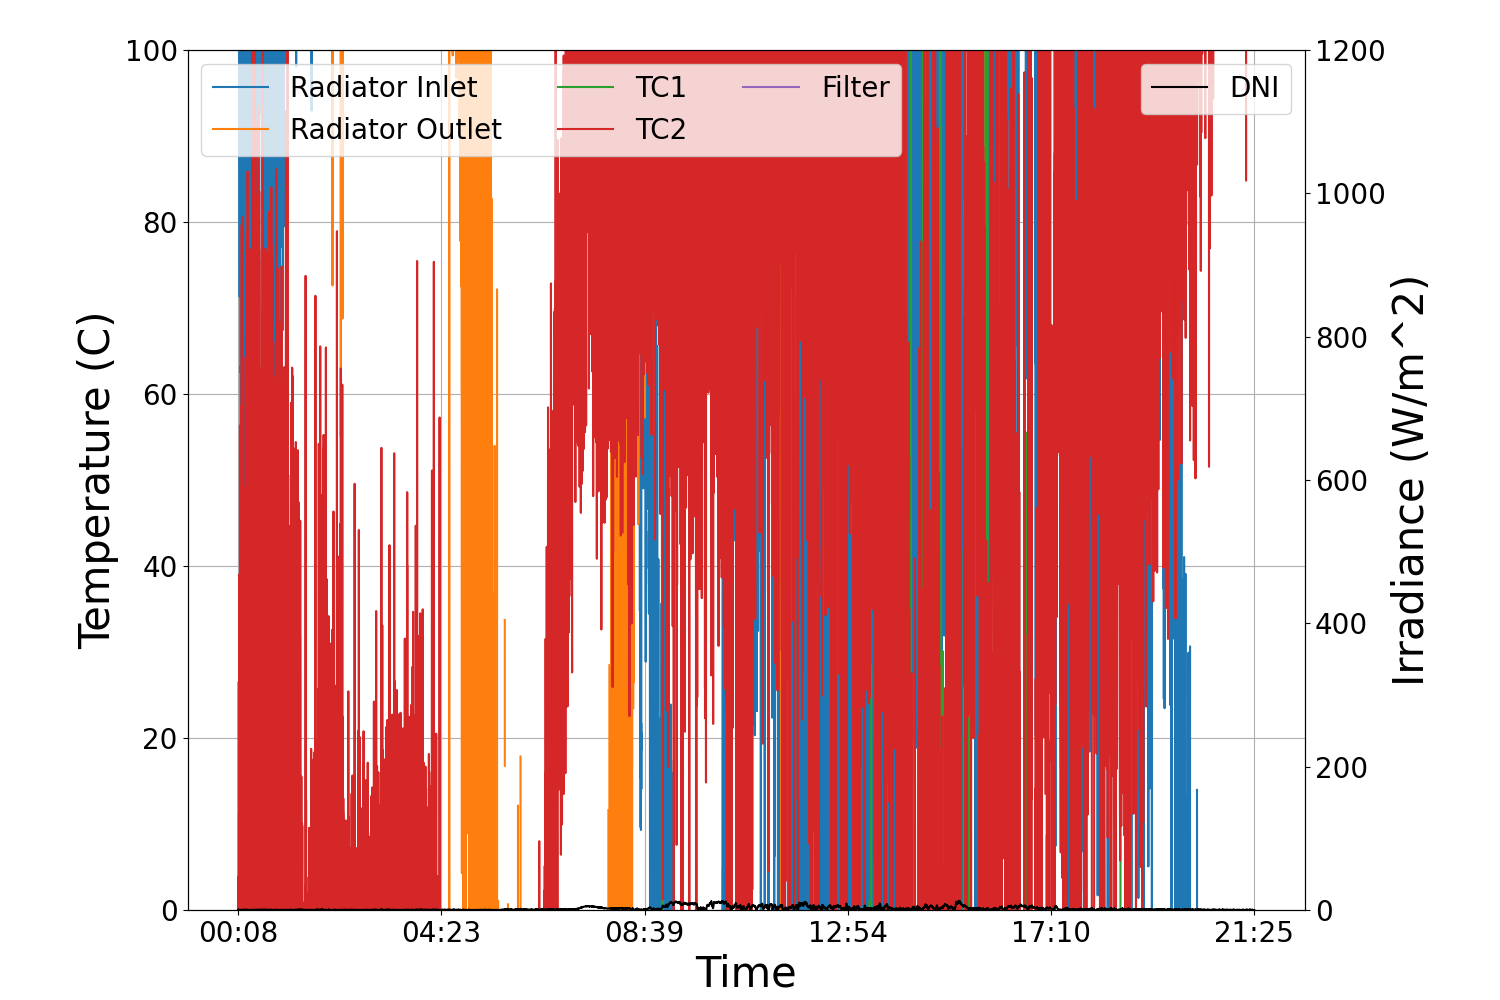 100
80
60
40
20
0
Temperature (C)
Radiator Inlet
Radiator Outlet
TC1
TC2
Filter
DNI
1200
1000
800
600
400
200
0
Irradiance (W/m^2)
00:08
04:23
08:39
12:54
17:10
21:25
Time